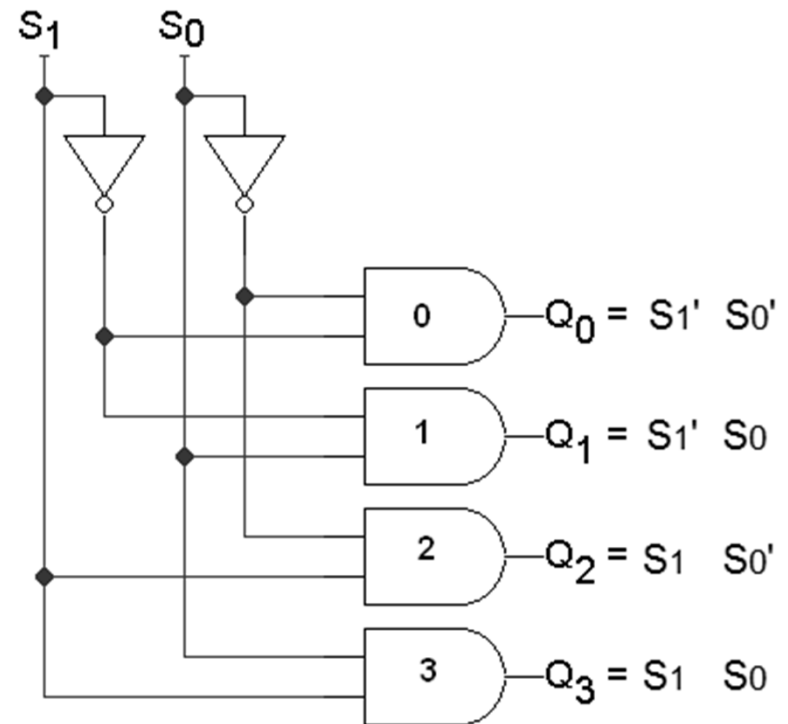 S1 S0
0 Q0 = S1' S0'
1 Q1 = S1' S0
2 Q2 = S1 S0'
3 Q3 = S1 S0